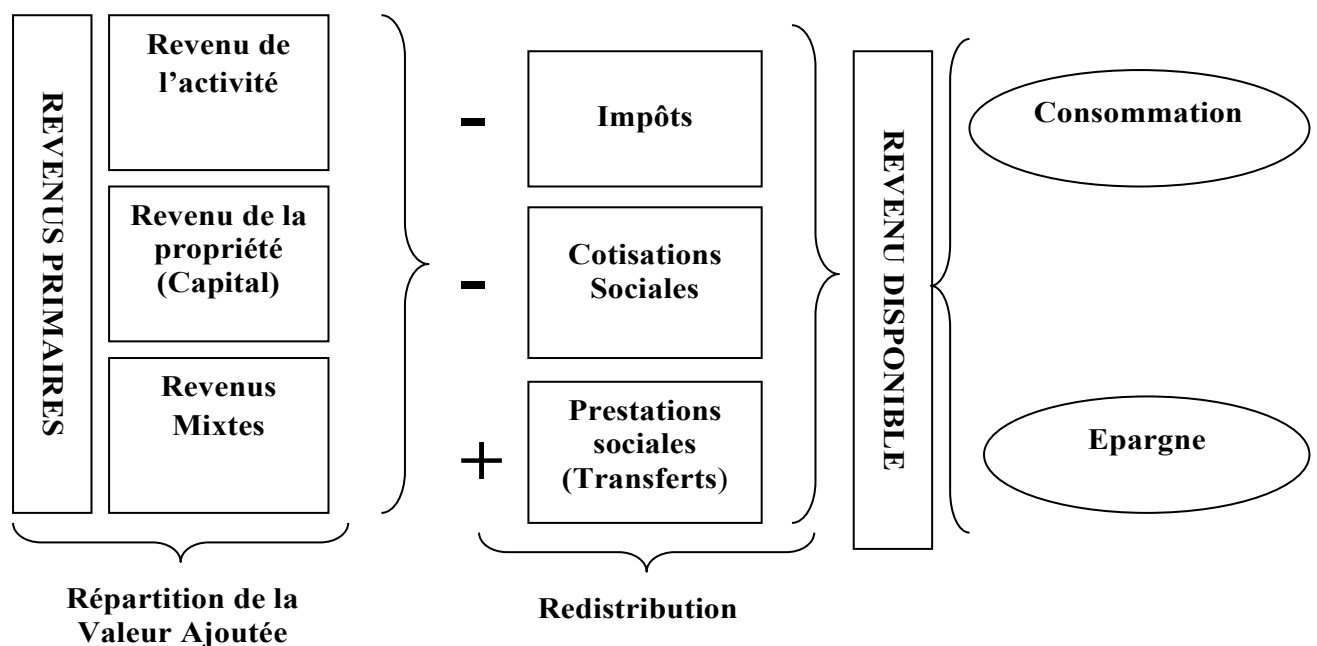 REVENUS PRIMAIRES
Revenu de
l’activité
Revenu de la
propriété
(Capital)
Revenus
Mixtes
Répartition de la
Valeur Ajoutée
-
Impôts
-
Cotisations
Sociales
+
Prestations
sociales
(Transferts)
Redistribution
REVENU DISPONIBLE
Consommation
Epargne